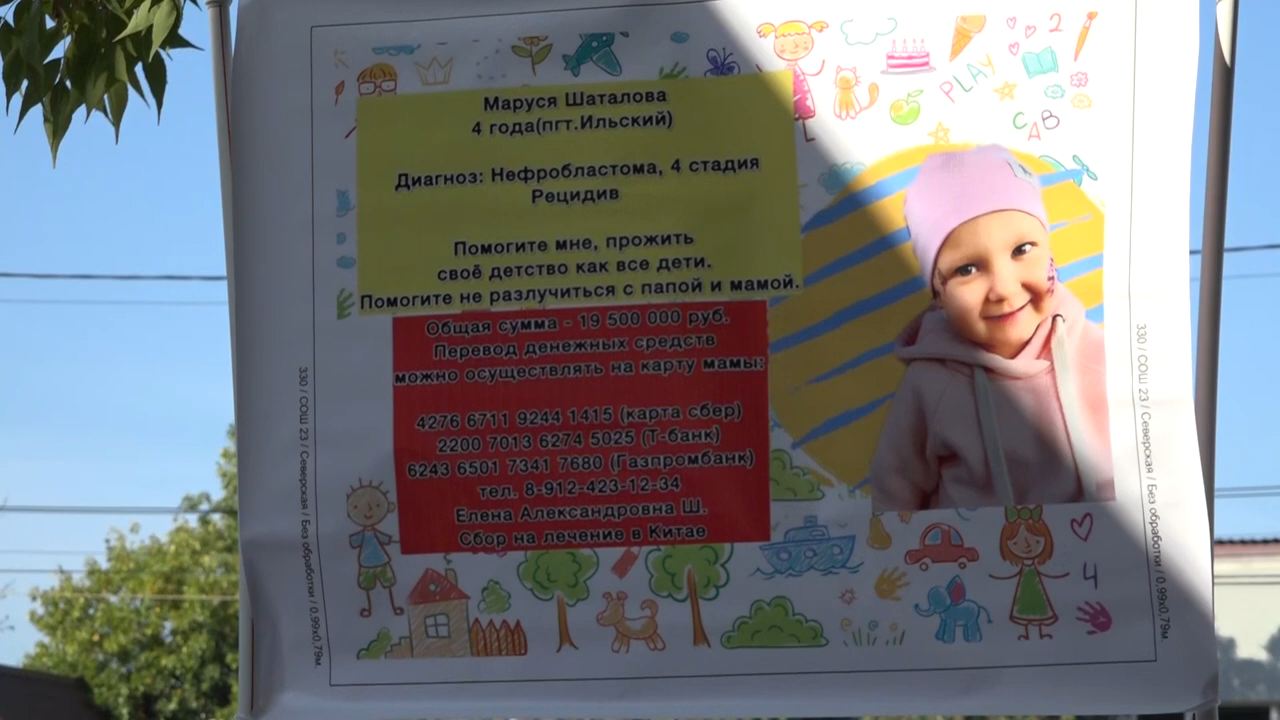 Маруся Шаталова
4 года(пгт.Ильский)
Диагноз: Нефробластома, 4 стадия
Рецидив
Помогите мне, прожить
своё детство как все дети.
Помогите не разлучиться с папой и мамой.
Общая сумма - 19 500 000 руб.
Перевод денежных средств
можно осуществлять на карту мамы:
4276 6711 9244 1415 (карта сбер)
2200 7013 6274 5025 (Т-банк)
6243 6501 7341 7680 (Газпромбанк)
тел. 8-912-423-12-34
Елена Александровна Ш.
Сбор на лечение в Китае
PLAY
2
CAB
4
330 / СОШ 23 / Северская / Без обработки / 0,99х0,79м.
330 / СОШ 23 / Северская / Без обработки / 0,99х0,79м.